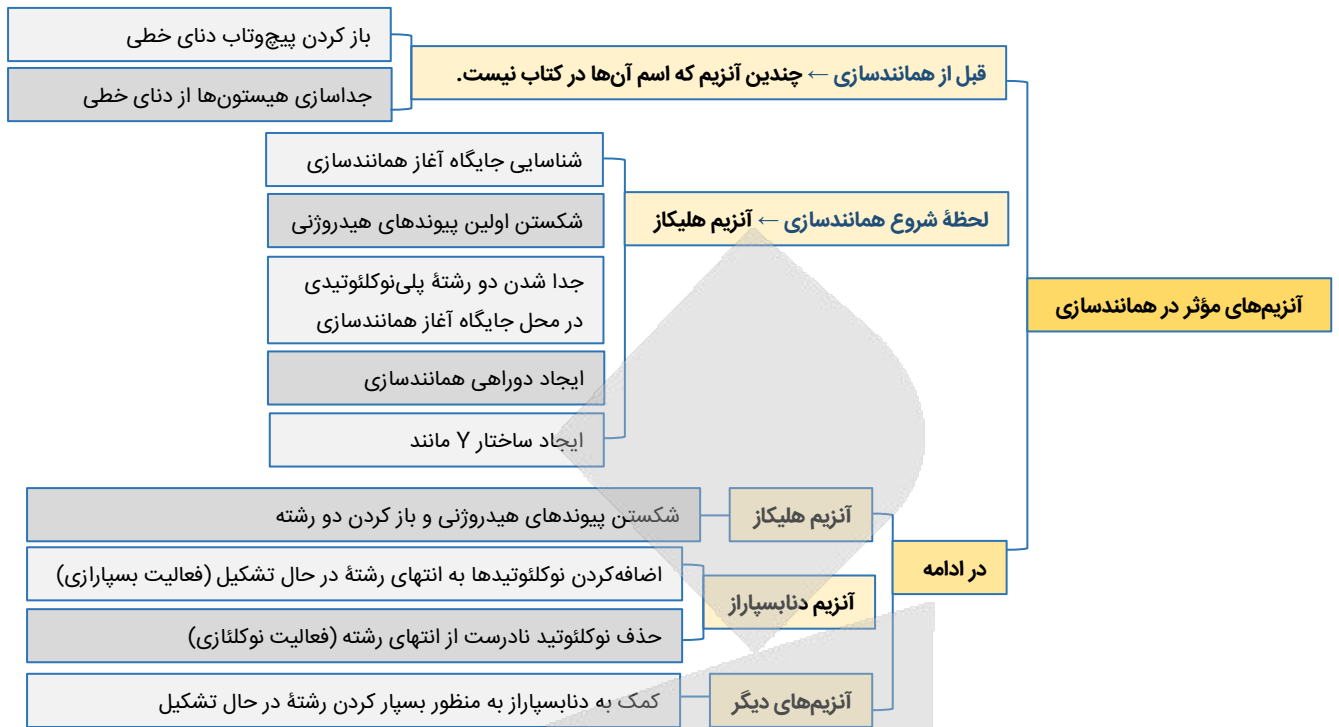 آنزیم‌های مؤثر در همانندسازی
قبل از همانندسازی ← چندین آنزیم که اسم آن‌ها در کتاب نیست.
باز کردن پیچ‌وتاب دنای خطی
جداسازی هیستون‌ها از دنای خطی
لحظهٔ شروع همانندسازی ← آنزیم هلیکاز
شناسایی جایگاه آغاز همانندسازی
شکستن اولین پیوندهای هیدروژنی
جدا شدن دو رشتهٔ پلی‌نوکلئوتیدی
در محل جایگاه آغاز همانندسازی
ایجاد دوراهی همانندسازی
ایجاد ساختار Y مانند
در ادامه
آنزیم هلیکاز
شکستن پیوندهای هیدروژنی و باز کردن دو رشته
آنزیم دنابسپاراز
اضافه‌کردن نوکلئوتیدها به انتهای رشتهٔ در حال تشکیل (فعالیت بسپارازی)
حذف نوکلئوتید نادرست از انتهای رشته (فعالیت نوکلئازی)
آنزیم‌های دیگر
کمک به دنابسپاراز به منظور بسپار کردن رشتهٔ در حال تشکیل